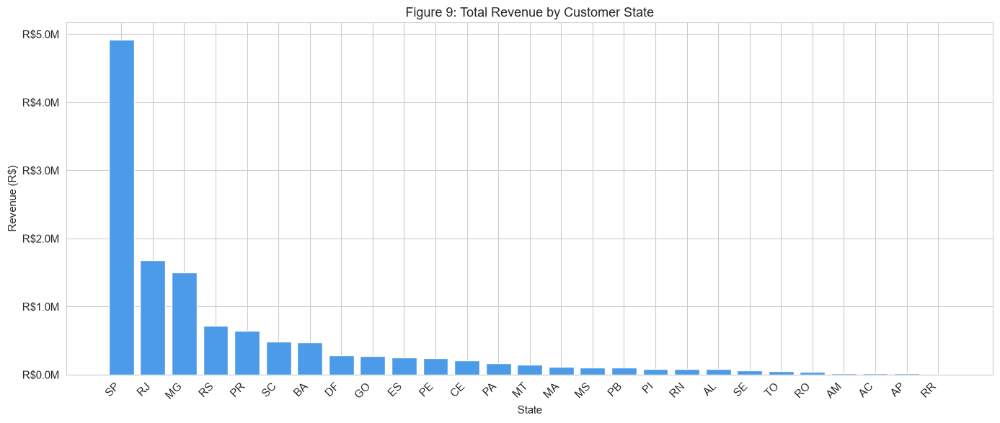 Figure 9: Total Revenue by Customer State
R$5.0M
R$4.0M
R$3.0M
R$2.0M
R$1.0M
R$0.0M
Revenue (R$)
SP RJ MG RS PR SC BA DF GO ES PE CE PA MT MA MS PB PI RN AL SE TO RO AM AC AP RR
State